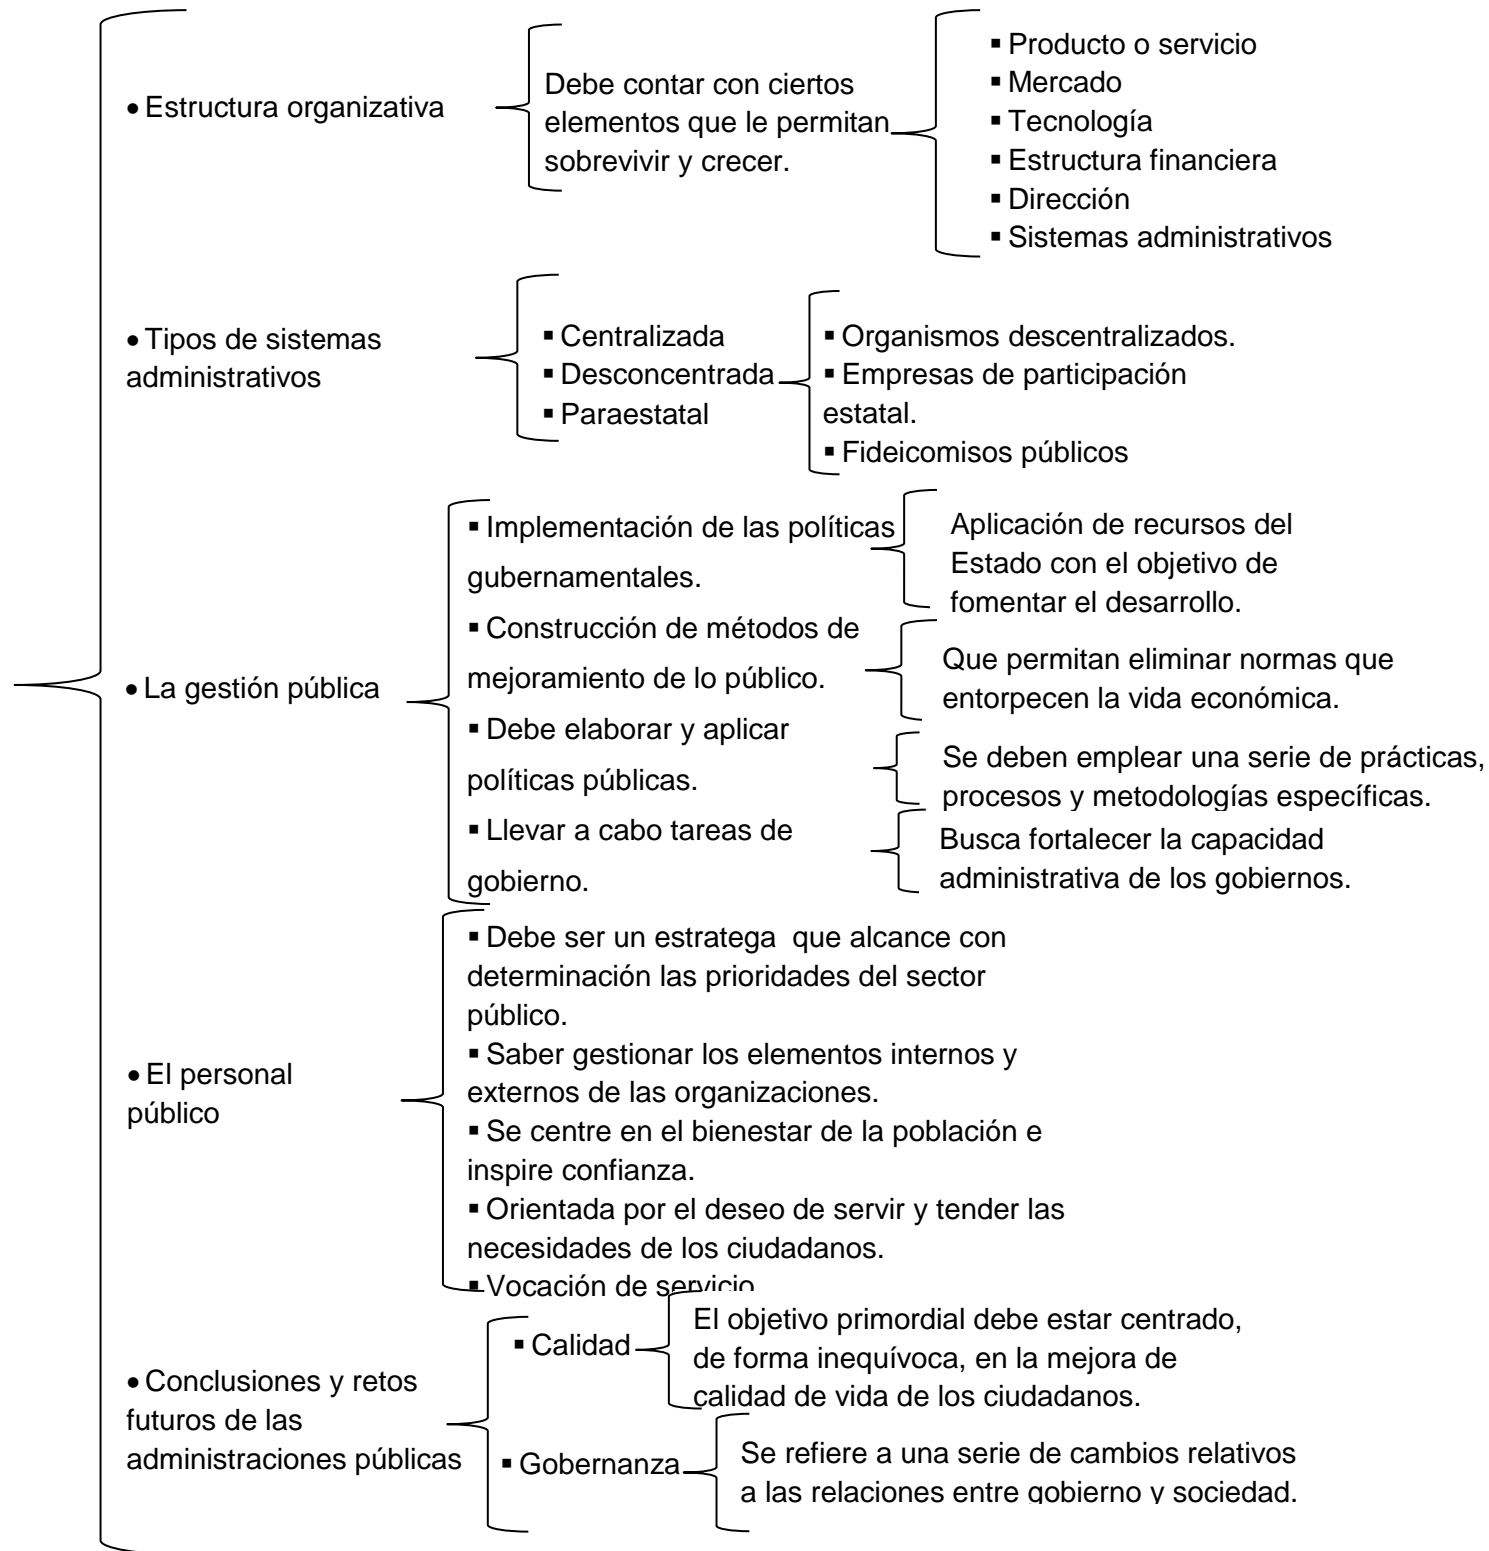 • Estructura organizativa
Debe contar con ciertos
elementos que le permitan
sobrevivir y crecer.
▪ Producto o servicio
▪ Mercado
▪ Tecnología
▪ Estructura financiera
▪ Dirección
▪ Sistemas administrativos
• Tipos de sistemas
administrativos
▪ Centralizada
▪ Desconcentrada
▪ Paraestatal
▪ Organismos descentralizados.
▪ Empresas de participación
estatal.
▪ Fideicomisos públicos
• La gestión pública
▪ Implementación de las políticas
gubernamentales.
Aplicación de recursos del
Estado con el objetivo de
fomentar el desarrollo.
▪ Construcción de métodos de
mejoramiento de lo público.
Que permitan eliminar normas que
entorpecen la vida económica.
▪ Debe elaborar y aplicar
políticas públicas.
Se deben emplear una serie de prácticas,
procesos y metodologías específicas.
▪ Llevar a cabo tareas de
gobierno.
Busca fortalecer la capacidad
administrativa de los gobiernos.
• El personal
público
▪ Debe ser un estratega  que alcance con
determinación las prioridades del sector
público.
▪ Saber gestionar los elementos internos y
externos de las organizaciones.
▪ Se centre en el bienestar de la población e
inspire confianza.
▪ Orientada por el deseo de servir y tender las
necesidades de los ciudadanos.
▪ Vocación de servicio
• Conclusiones y retos
futuros de las
administraciones públicas
▪ Calidad
El objetivo primordial debe estar centrado,
de forma inequívoca, en la mejora de
calidad de vida de los ciudadanos.
▪ Gobernanza
Se refiere a una serie de cambios relativos
a las relaciones entre gobierno y sociedad.